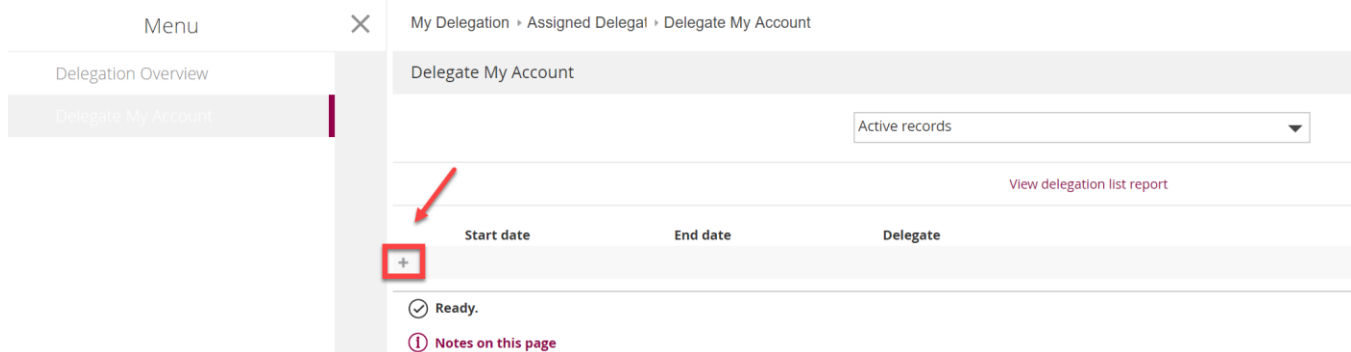 Menu
My Delegation ▸ Assigned Delegat ▸ Delegate My Account
Delegation Overview
Delegate My Account
Delegate My Account
Active records
View delegation list report
Start date End date Delegate
+
Ready.
Notes on this page